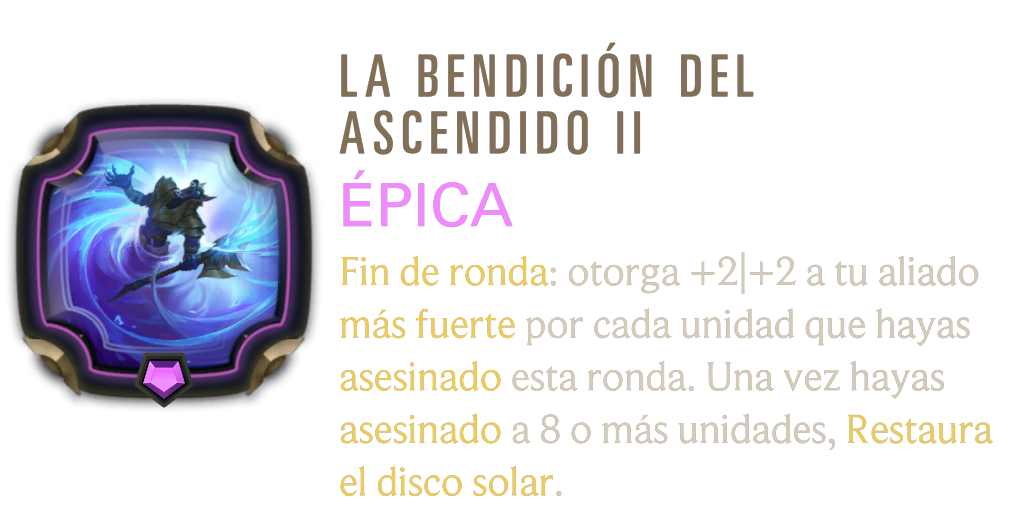 LA BENDICIÓN DEL
ASCENDIDO II
ÉPICA
Fin de ronda: otorga +2|+2 a tu aliado
más fuerte por cada unidad que hayas
asesinado esta ronda. Una vez hayas
asesinado a 8 o más unidades, Restaura
el disco solar.